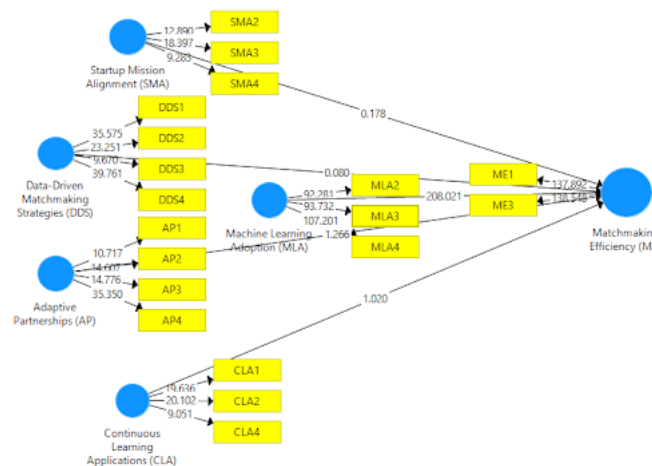 SMA2
12.890
18.397
SMA3
9.283
SMA4
Startup Mission
Alignment (SMA)
0.178
DDS1
35.575
DDS2
23.251
9.670
DDS3
39.761
DDS4
Data-Driven
Matchmaking
Strategies (DDS)
0.080
ME1
137.892
MLA2
92.281
208.021
138.548
ME3
93.732
MLA3
107.201
MLA4
Machine Learning
Adoption (MLA)
1.266
Matchmakin
Efficiency (M
AP1
10.717
AP2
14.607
14.776
AP3
35.350
AP4
Adaptive
Partnerships (AP)
1.020
CLA1
19.636
20.102
CLA2
9.051
CLA4
Continuous
Learning
Applications (CLA)